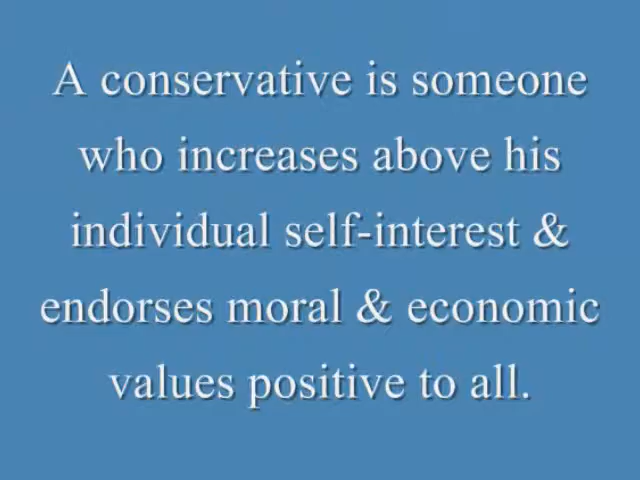 A conservative is someone
who increases above his
individual self-interest &
endorses moral & economic
values positive to all.